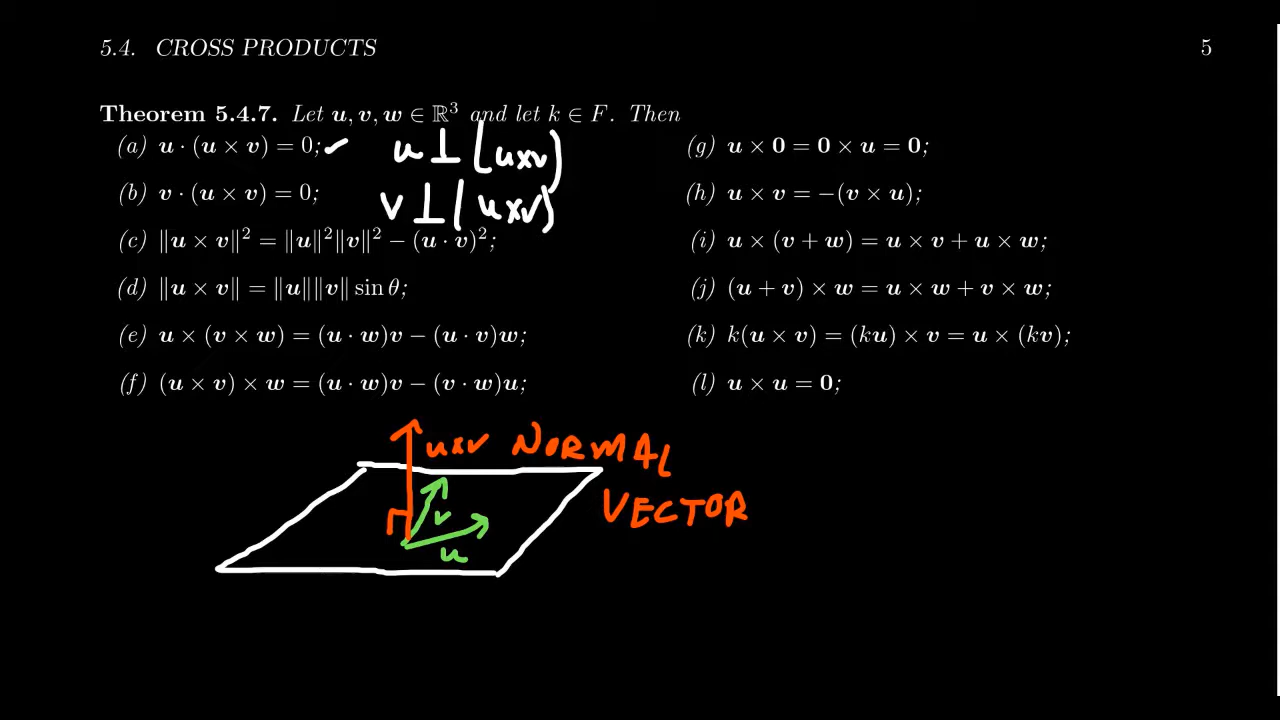 5.4. CROSS PRODUCTS 5
Theorem 5.4.7. Let u, v, w ∈ ℝ³ and let k ∈ F. Then
(a) u · (u × v) = 0;
u ⊥ (u×v)
(b) v · (u × v) = 0;
v ⊥ (u×v)
(c) ‖u × v‖² = ‖u‖²‖v‖² − (u · v)²;
(d) ‖u × v‖ = ‖u‖‖v‖ sin θ;
(e) u × (v × w) = (u · w)v − (u · v)w;
(f) (u × v) × w = (u · w)v − (v · w)u;
(g) u × 0 = 0 × u = 0;
(h) u × v = −(v × u);
(i) u × (v + w) = u × v + u × w;
(j) (u + v) × w = u × w + v × w;
(k) k(u × v) = (ku) × v = u × (kv);
(l) u × u = 0;
u×v NORMAL
VECTOR
v
u